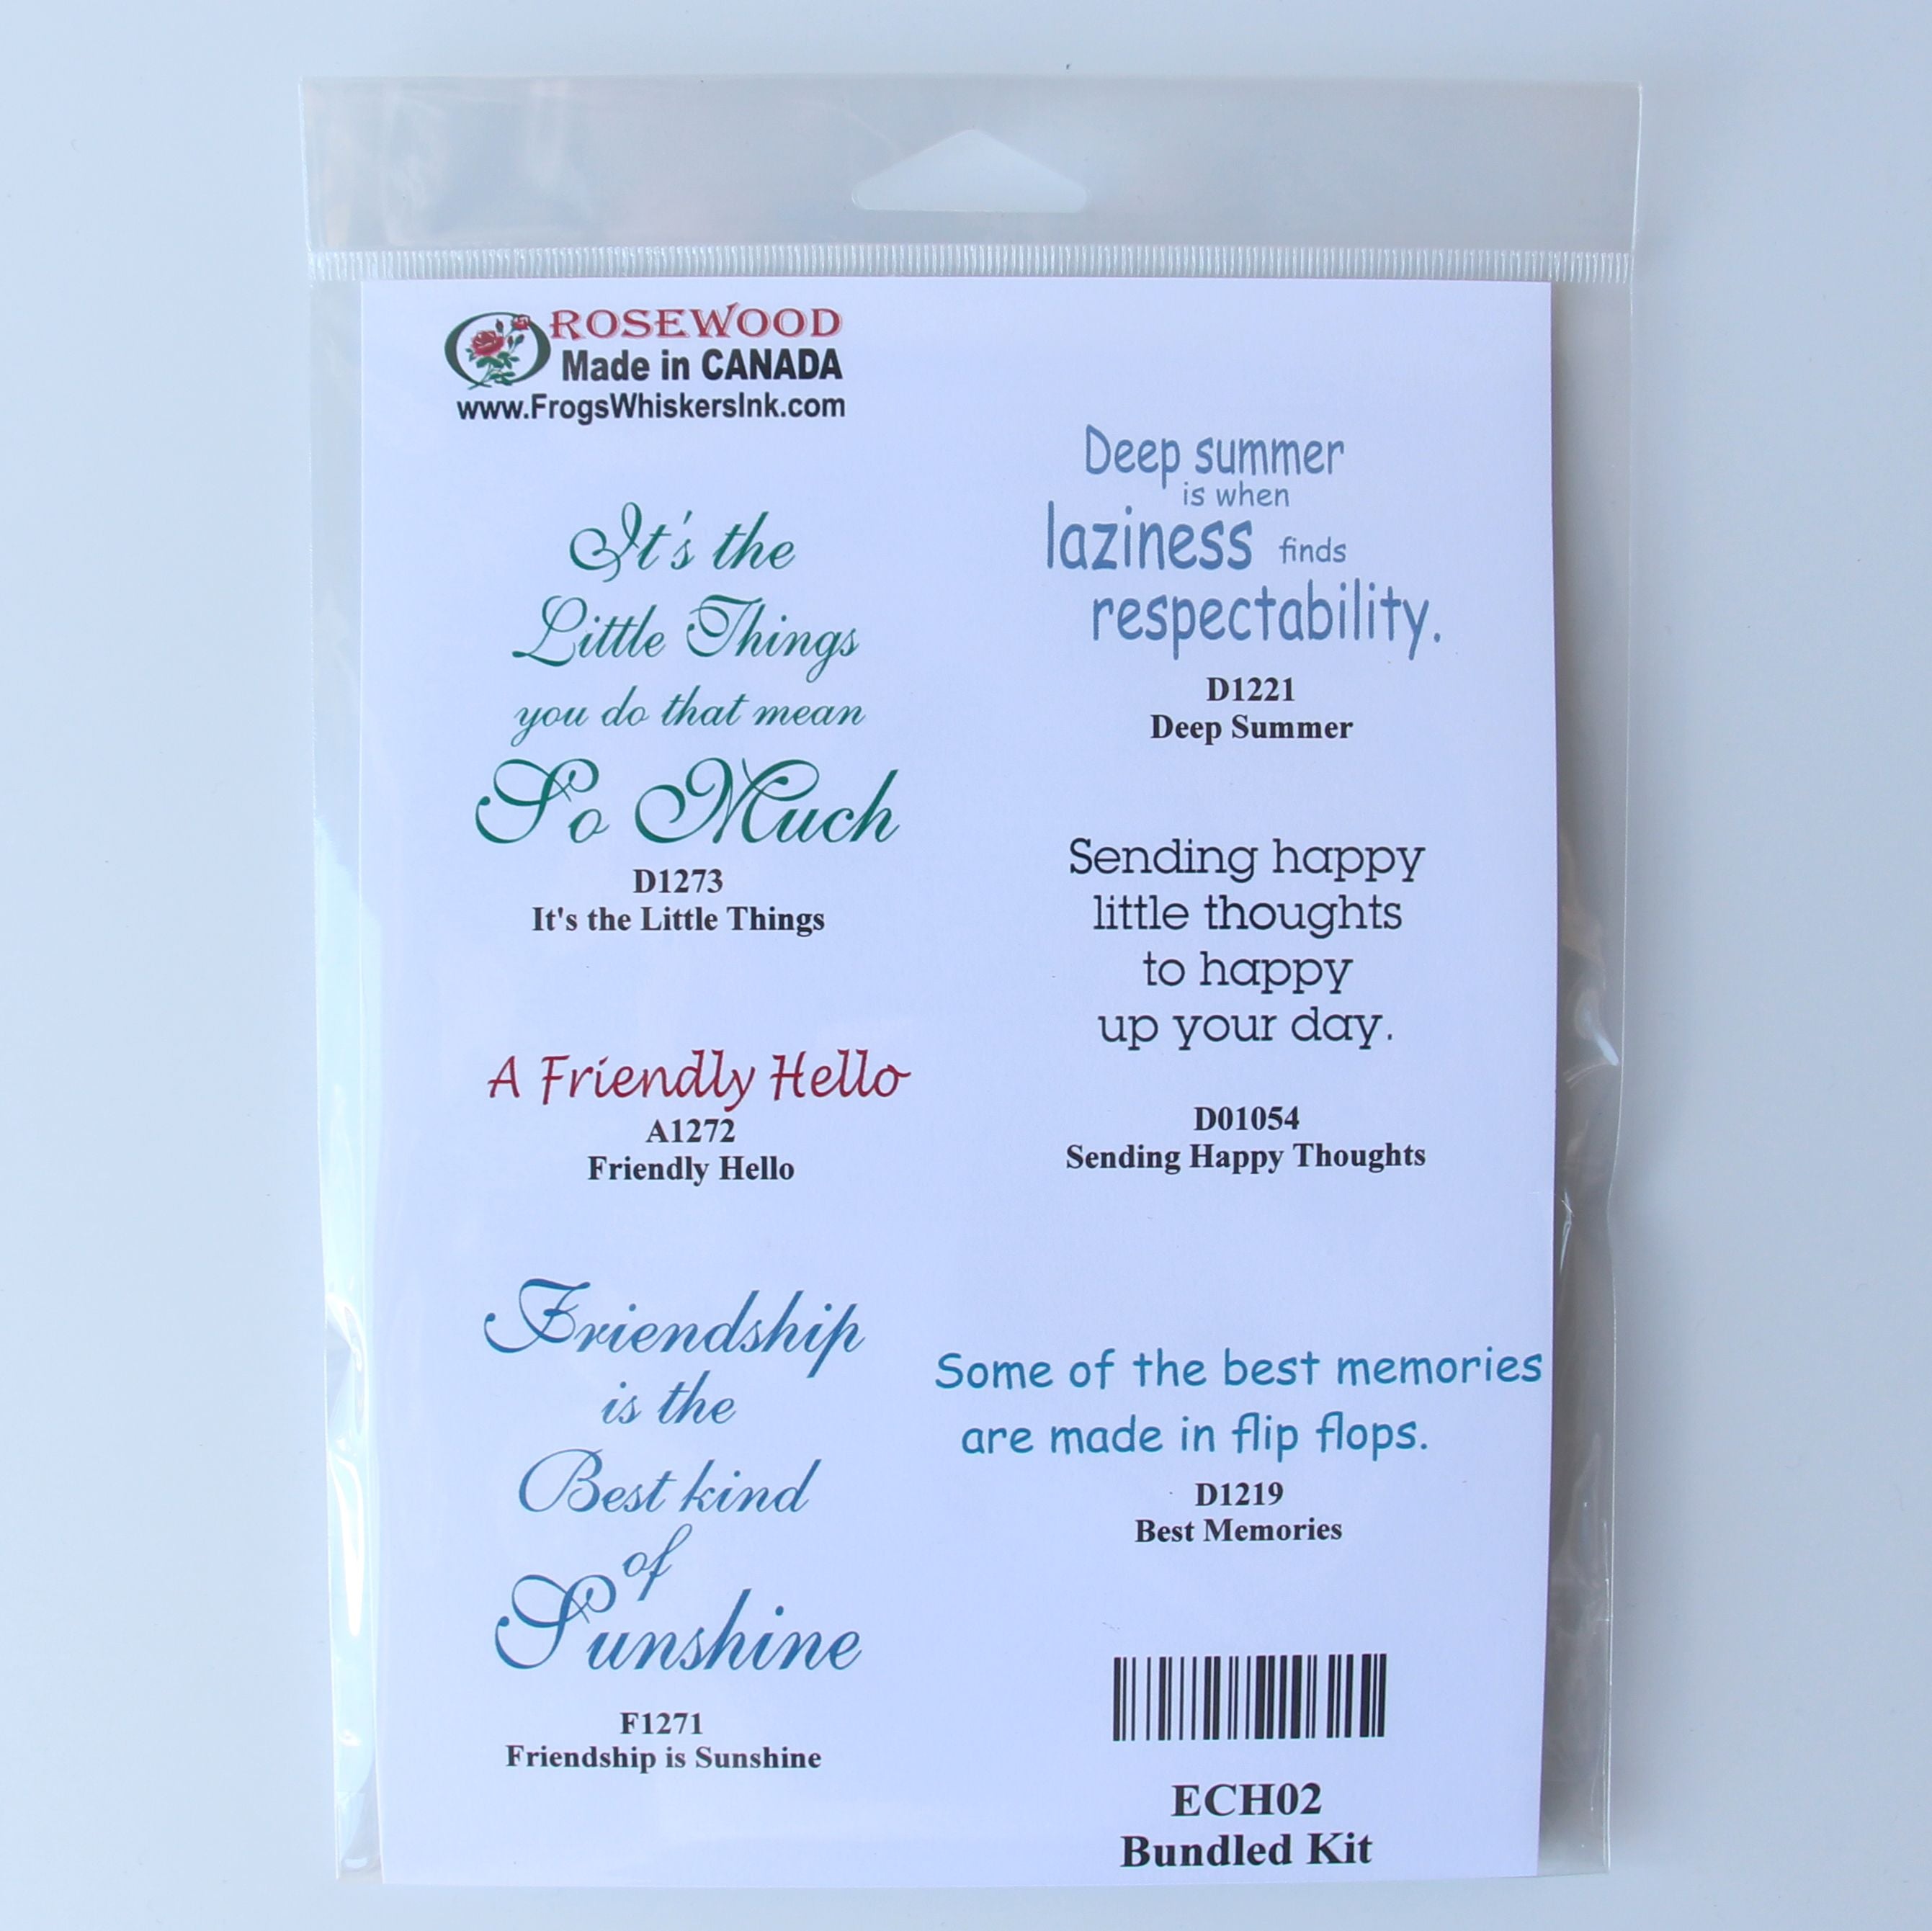 ROSEWOOD
Made in CANADA
www.FrogsWhiskersInk.com
It's the
Little Things
you do that mean
So Much
D1273
It's the Little Things
A Friendly Hello
A1272
Friendly Hello
Friendship
is the
Best kind
of
Sunshine
F1271
Friendship is Sunshine
Deep summer
is when
laziness finds
respectability.
D1221
Deep Summer
Sending happy
little thoughts
to happy
up your day.
D01054
Sending Happy Thoughts
Some of the best memories
are made in flip flops.
D1219
Best Memories
ECH02
Bundled Kit